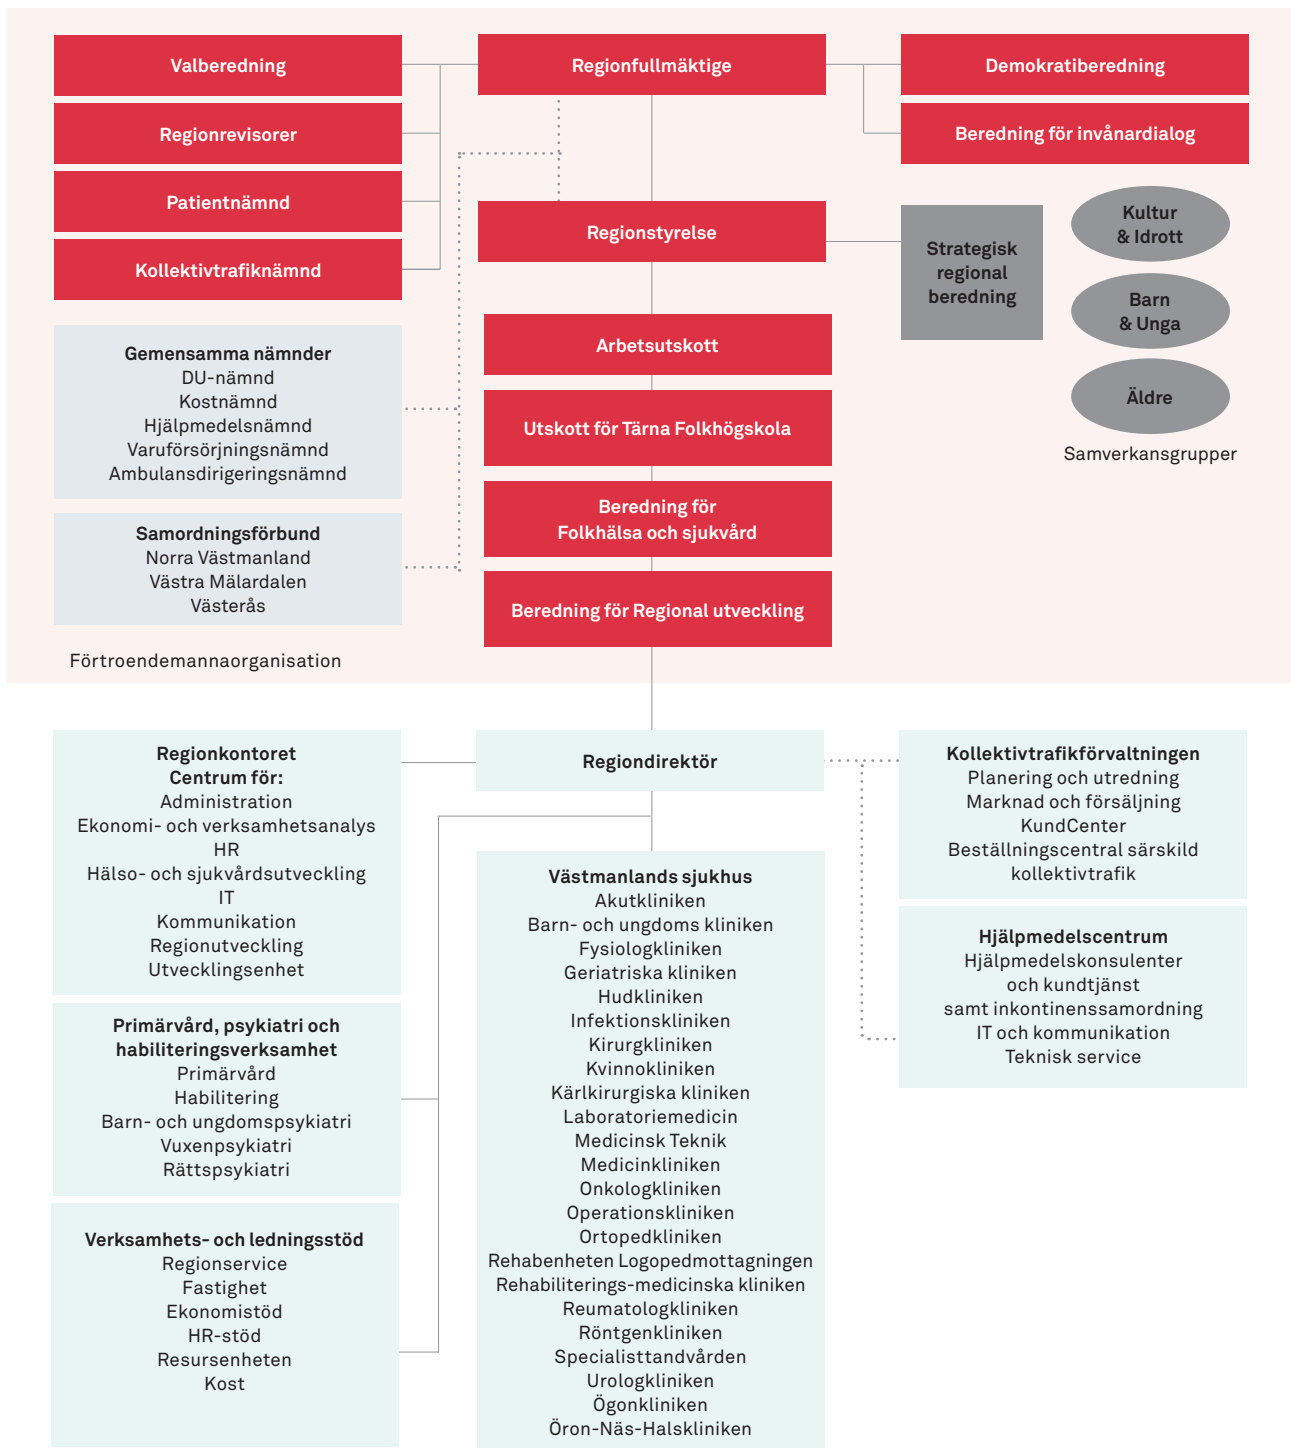 Valberedning
Regionrevisorer
Patientnämnd
Kollektivtrafiknämnd
Regionfullmäktige
Demokratiberedning
Beredning för invånardialog
Regionstyrelse
Strategisk
regional
beredning
Kultur
& Idrott
Barn
& Unga
Äldre
Samverkansgrupper
Gemensamma nämnder
DU-nämnd
Kostnämnd
Hjälpmedelsnämnd
Varuförsörjningsnämnd
Ambulansdirigeringsnämnd
Samordningsförbund
Norra Västmanland
Västra Mälardalen
Västerås
Arbetsutskott
Utskott för Tärna Folkhögskola
Beredning för
Folkhälsa och sjukvård
Beredning för Regional utveckling
Förtroendemannaorganisation
Regionkontoret
Centrum för:
Administration
Ekonomi- och verksamhetsanalys
HR
Hälso- och sjukvårdsutveckling
IT
Kommunikation
Regionutveckling
Utvecklingsenhet
Primärvård, psykiatri och
habiliteringsverksamhet
Primärvård
Habilitering
Barn- och ungdomspsykiatri
Vuxenpsykiatri
Rättspsykiatri
Verksamhets- och ledningsstöd
Regionservice
Fastighet
Ekonomistöd
HR-stöd
Resursenheten
Kost
Regiondirektör
Västmanlands sjukhus
Akutkliniken
Barn- och ungdoms kliniken
Fysiologkliniken
Geriatriska kliniken
Hudkliniken
Infektionskliniken
Kirurgkliniken
Kvinnokliniken
Kärlkirurgiska kliniken
Laboratoriemedicin
Medicinsk Teknik
Medicinkliniken
Onkologkliniken
Operationskliniken
Ortopedkliniken
Rehabenheten Logopedmottagningen
Rehabiliterings-medicinska kliniken
Reumatologkliniken
Röntgenkliniken
Specialisttandvården
Urologkliniken
Ögonkliniken
Öron-Näs-Halskliniken
Kollektivtrafikförvaltningen
Planering och utredning
Marknad och försäljning
KundCenter
Beställningscentral särskild
kollektivtrafik
Hjälpmedelscentrum
Hjälpmedelskonsulenter
och kundtjänst
samt inkontinenssamordning
IT och kommunikation
Teknisk service